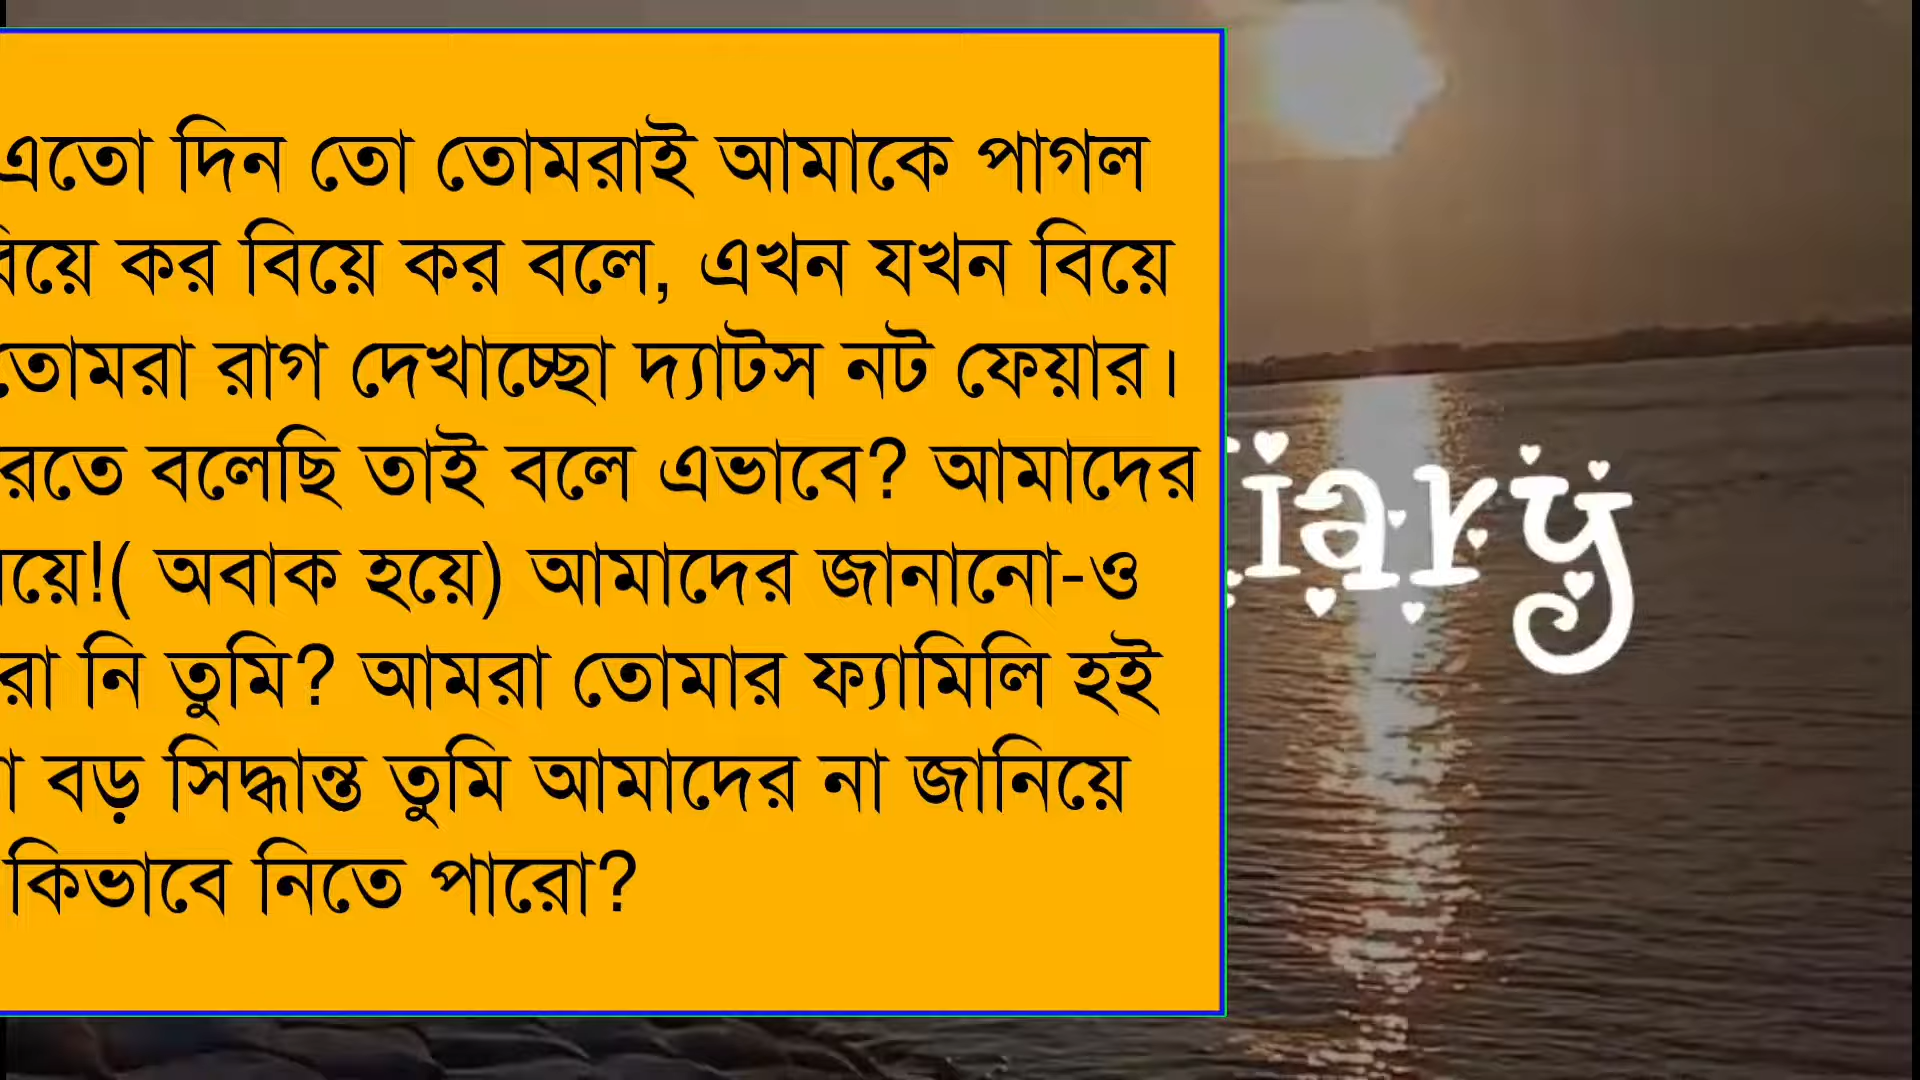 এতো দিন তো তোমরাই আমাকে পাগল
কর বিয়ে কর বলে, এখন যখন বিয়ে
তোমরা রাগ দেখাচ্ছো দ্যাটস নট ফেয়ার।
বলেছি তাই বলে এভাবে? আমাদের
( অবাক হয়ে) আমাদের জানানো-ও
নি তুমি? আমরা তোমার ফ্যামিলি হই
বড় সিদ্ধান্ত তুমি আমাদের না জানিয়ে
কিভাবে নিতে পারো?